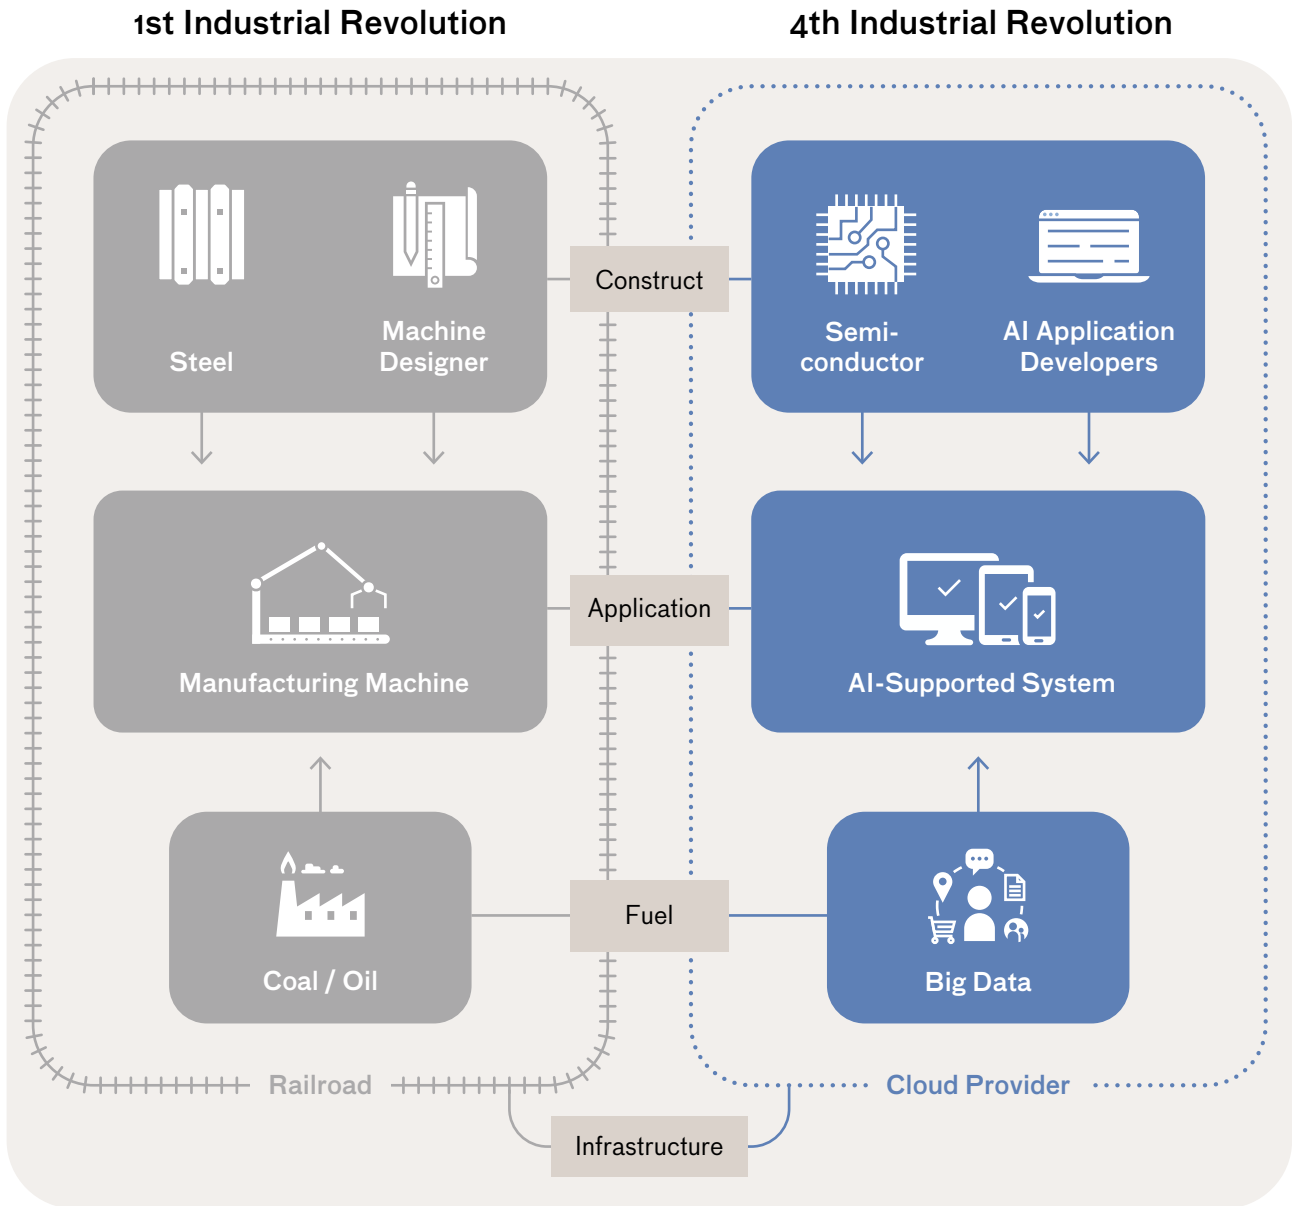 1st Industrial Revolution
4th Industrial Revolution
Steel
Machine
Designer
Construct
Semi-
conductor
AI Application
Developers
Manufacturing Machine
Application
AI-Supported System
Coal / Oil
Fuel
Big Data
Railroad
Cloud Provider
Infrastructure